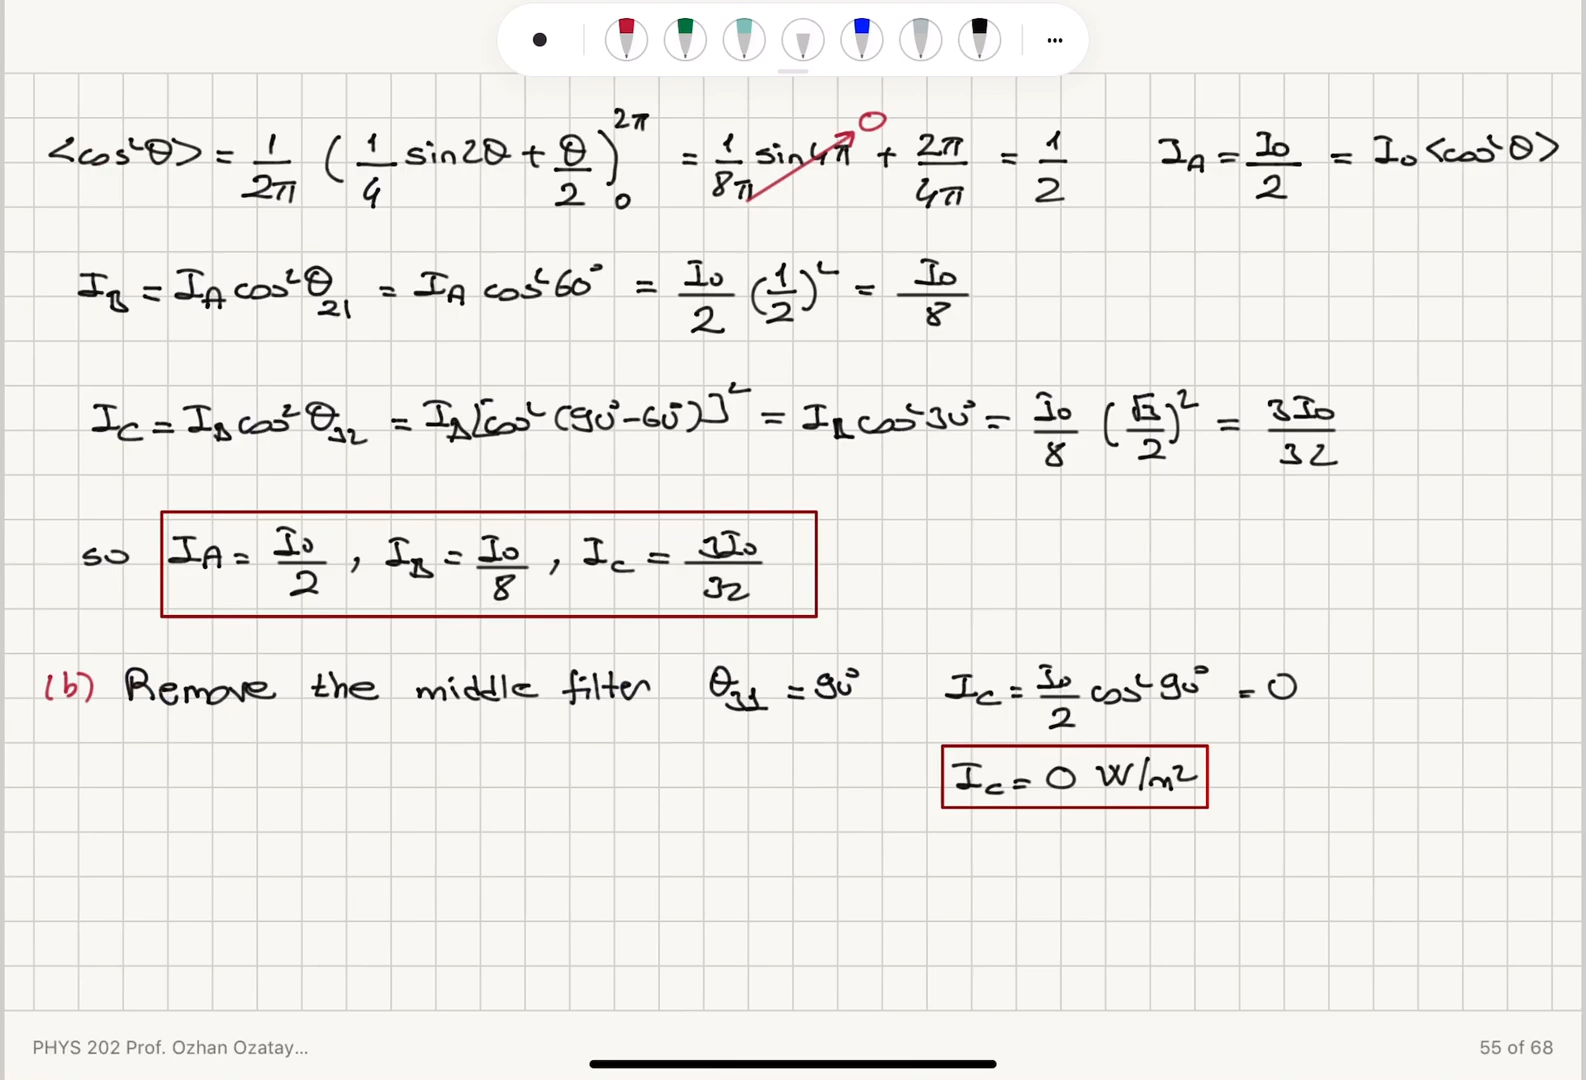 <cos²θ> = 1/2π (1/4 sin2θ + θ/2)₀^2π = 1/8π sin4π → 0 + 2π/4π = 1/2    I_A = I₀/2 = I₀<cos²θ>
I_B = I_A cos²θ₂₁ = I_A cos²60° = I₀/2 (1/2)² = I₀/8
I_C = I_B cos²θ₃₂ = I_B[cos²(90°-60°)]² = I_B cos²30° = I₀/8 (√3/2)² = 3I₀/32
so I_A = I₀/2 , I_B = I₀/8 , I_C = 3I₀/32
(b) Remove the middle filter θ₃₁ = 90°    I_C = I₀/2 cos²90° = 0
I_C = 0 W/m²
PHYS 202 Prof. Ozhan Ozatay...
55 of 68